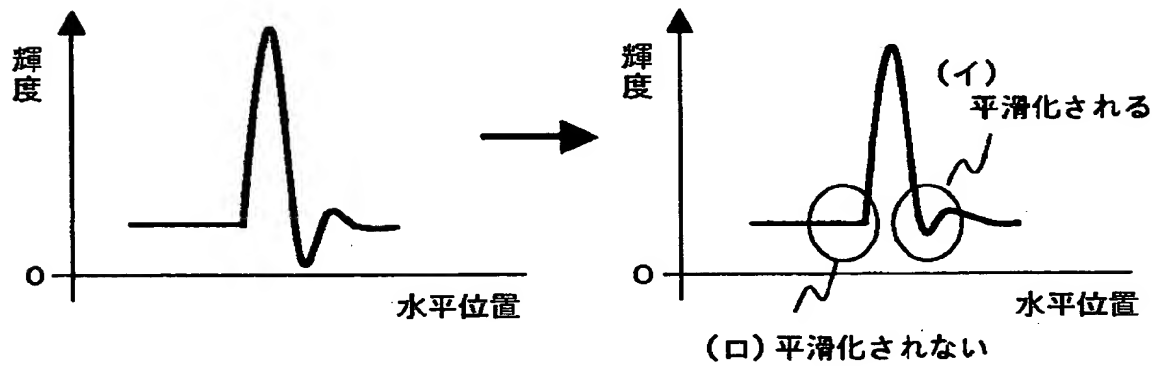 輝度
0
水平位置
輝度
(イ)
平滑化される
0
水平位置
(ロ)平滑化されない